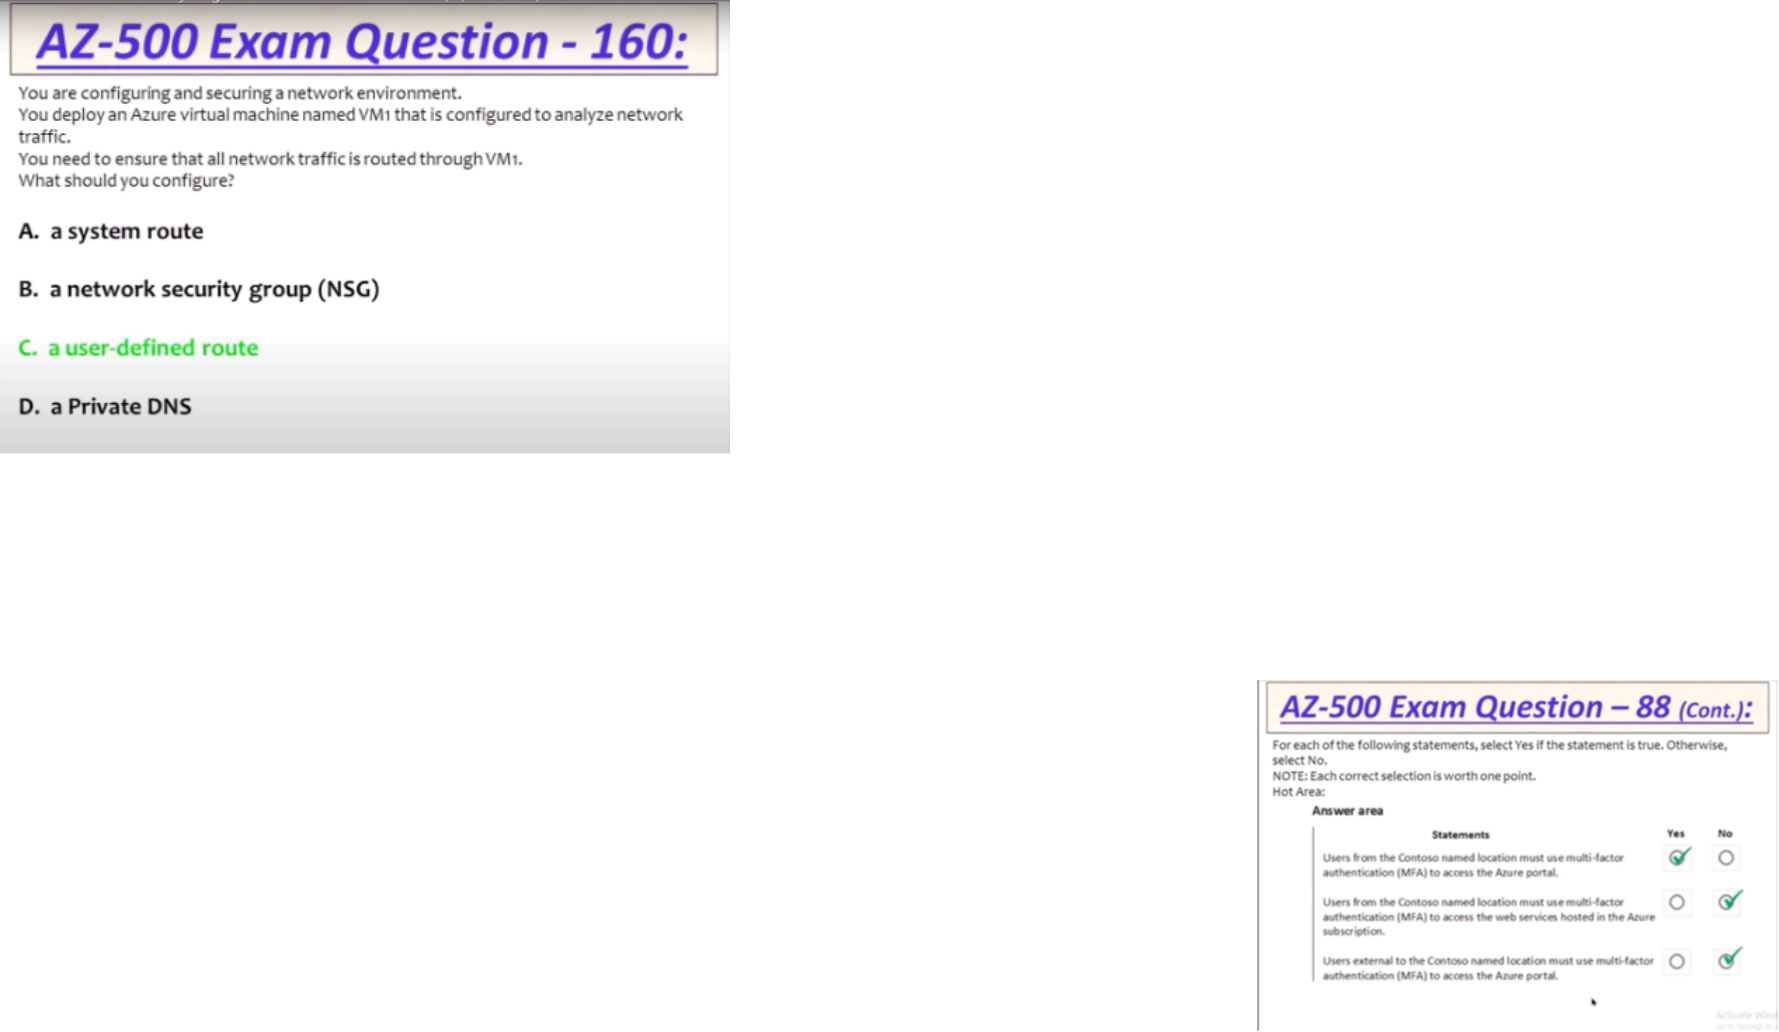 AZ-500 Exam Question - 160:
You are configuring and securing a network environment.
You deploy an Azure virtual machine named VM1 that is configured to analyze network
traffic.
You need to ensure that all network traffic is routed through VM1.
What should you configure?
A. a system route
B. a network security group (NSG)
C. a user-defined route
D. a Private DNS
AZ-500 Exam Question – 88 (Cont.):
For each of the following statements, select Yes if the statement is true. Otherwise,
select No.
NOTE: Each correct selection is worth one point.
Hot Area:
Answer area
Statements Yes No
Users from the Contoso named location must use multi-factor
authentication (MFA) to access the Azure portal.
Users from the Contoso named location must use multi-factor
authentication (MFA) to access the web services hosted in the Azure
subscription.
Users external to the Contoso named location must use multi-factor
authentication (MFA) to access the Azure portal.
Activate Wind
Go to Settings to